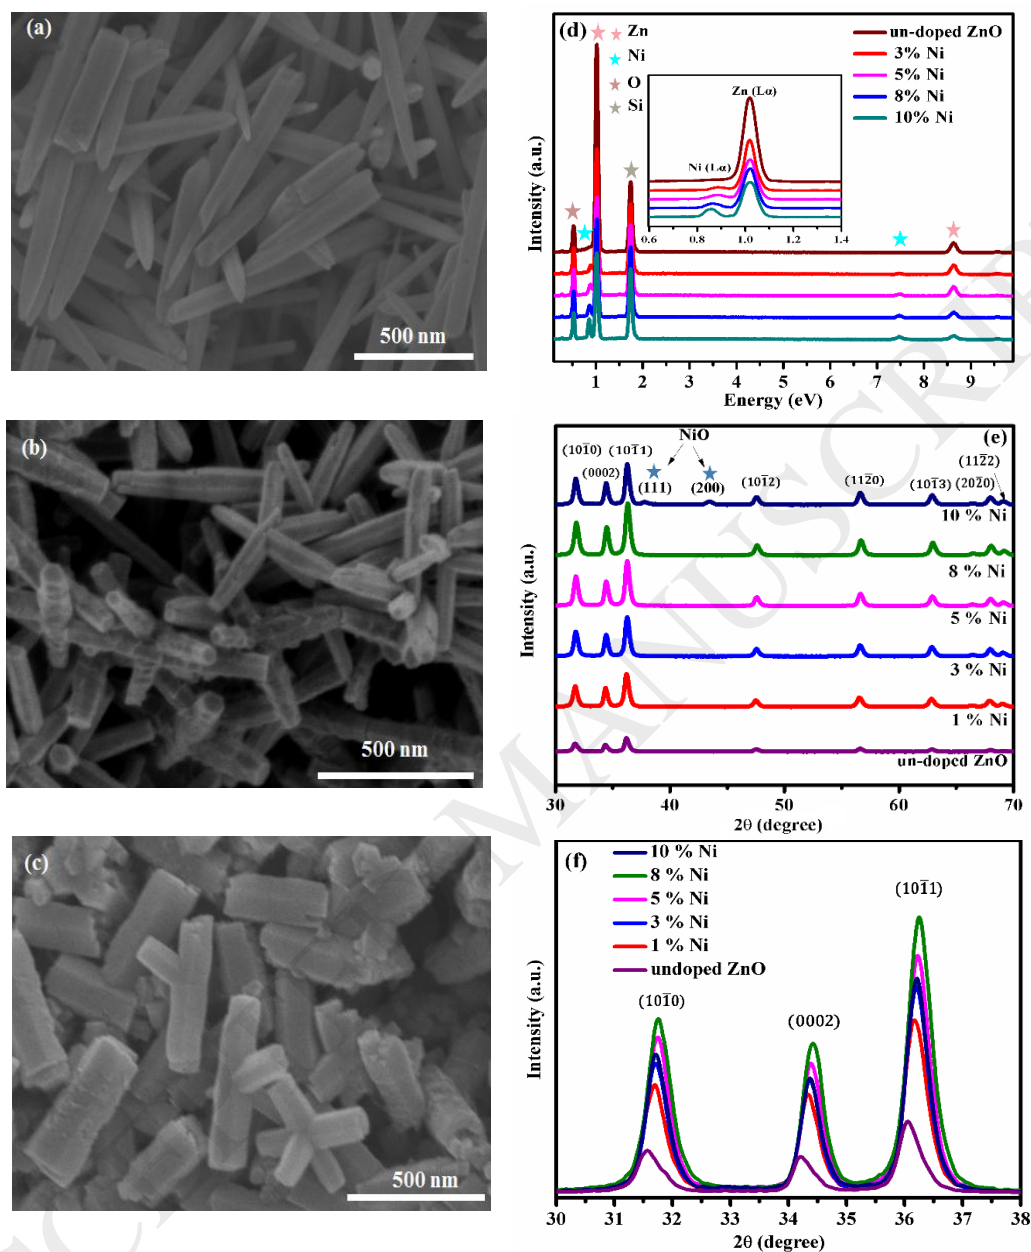 (a)
500 nm
(b)
500 nm
(c)
500 nm
(d)
Zn
Ni
O
Si
un-doped ZnO
3% Ni
5% Ni
8% Ni
10% Ni
Zn (Lα)
Ni (Lα)
0.6 0.8 1.0 1.2 1.4
Intensity (a.u.)
1 2 3 4 5 6 7 8 9
Energy (eV)
(e)
NiO
(101̅0) (0002) (101̅1) (111) (200) (101̅2) (112̅0) (101̅3) (202̅0) (112̅2)
10 % Ni
8 % Ni
5 % Ni
3 % Ni
1 % Ni
un-doped ZnO
Intensity (a.u.)
30 40 50 60 70
2θ (degree)
(f)
10 % Ni
8 % Ni
5 % Ni
3 % Ni
1 % Ni
undoped ZnO
(101̅0)
(0002)
(101̅1)
Intensity (a.u.)
30 31 32 33 34 35 36 37 38
2θ (degree)
MANUSCRIP
SC